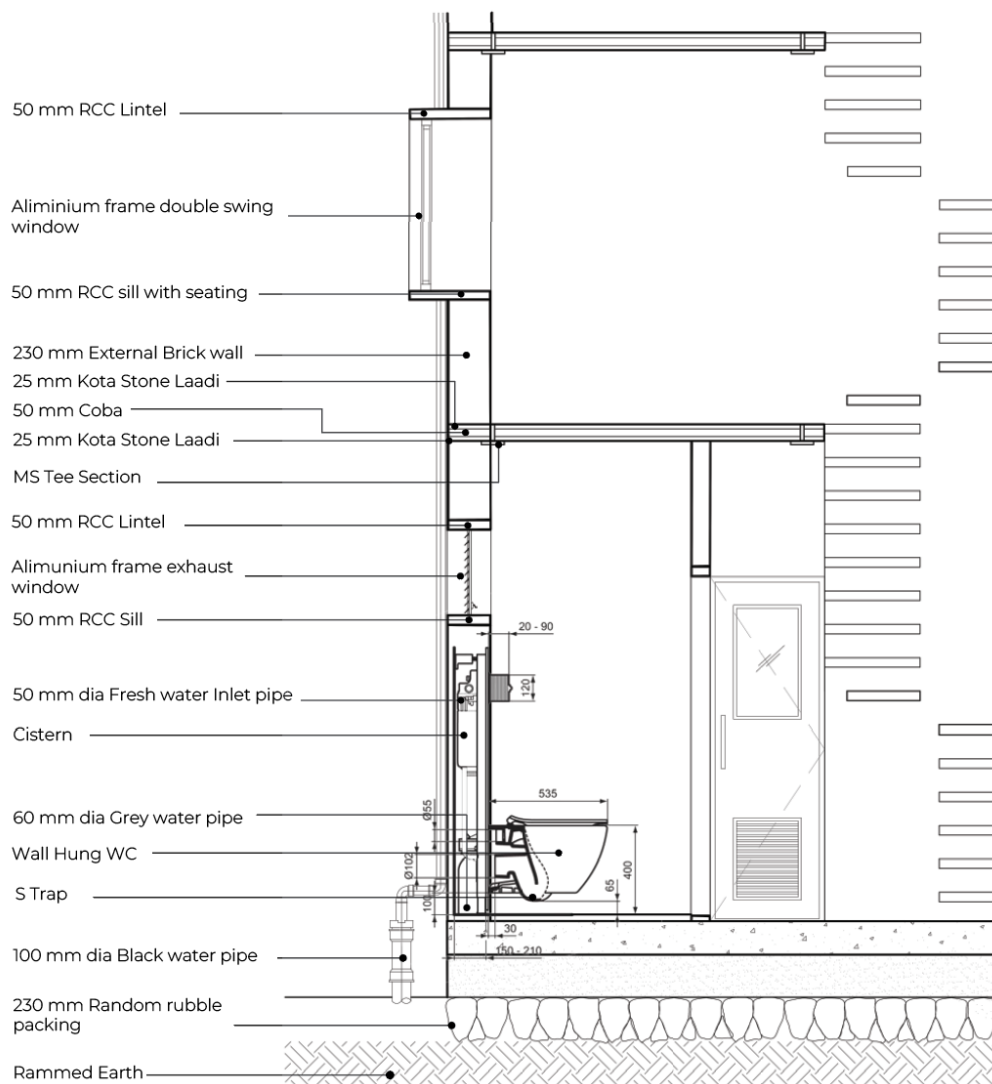 50 mm RCC Lintel
Aliminium frame double swing
window
50 mm RCC sill with seating
230 mm External Brick wall
25 mm Kota Stone Laadi
50 mm Coba
25 mm Kota Stone Laadi
MS Tee Section
50 mm RCC Lintel
Alimunium frame exhaust
window
50 mm RCC Sill
20 - 90
50 mm dia Fresh water Inlet pipe
120
Cistern
535
60 mm dia Grey water pipe
Ø55
Wall Hung WC
Ø102
400
S Trap
65
100
30
100 mm dia Black water pipe
150 - 210
230 mm Random rubble
packing
Rammed Earth